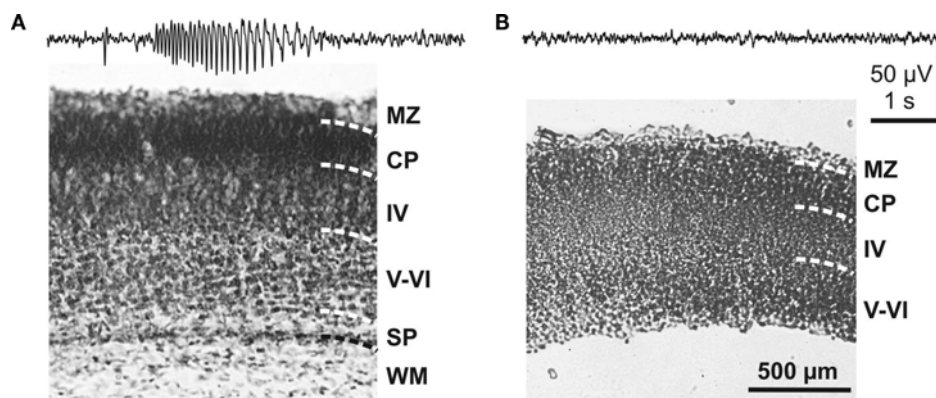 A
B
50 µV
1 s
MZ
CP
IV
V-VI
SP
WM
MZ
CP
IV
V-VI
500 µm